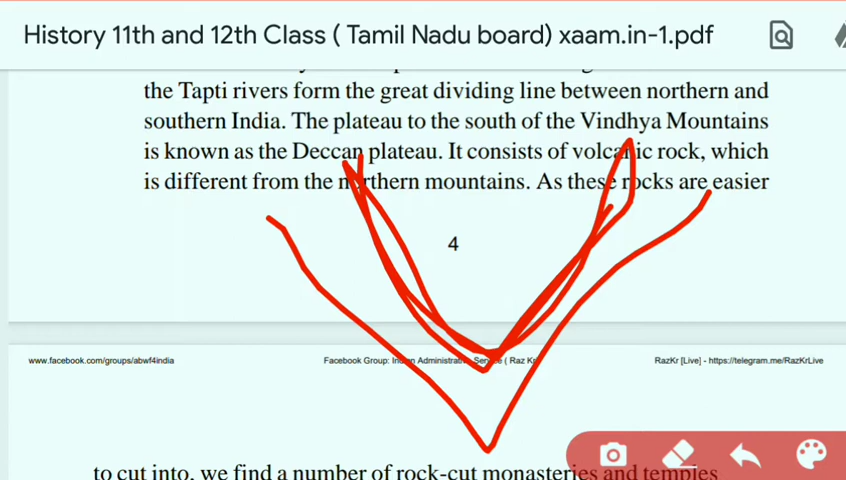 History 11th and 12th Class ( Tamil Nadu board) xaam.in-1.pdf
the Tapti rivers form the great dividing line between northern and
southern India. The plateau to the south of the Vindhya Mountains
is known as the Deccan plateau. It consists of volcanic rock, which
is different from the northern mountains. As these rocks are easier
4
www.facebook.com/groups/abwf4india Facebook Group: Indian Administrative Service ( Raz Kr) RazKr [Live] - https://telegram.me/RazKrLive
to cut into, we find a number of rock-cut monasteries and temples